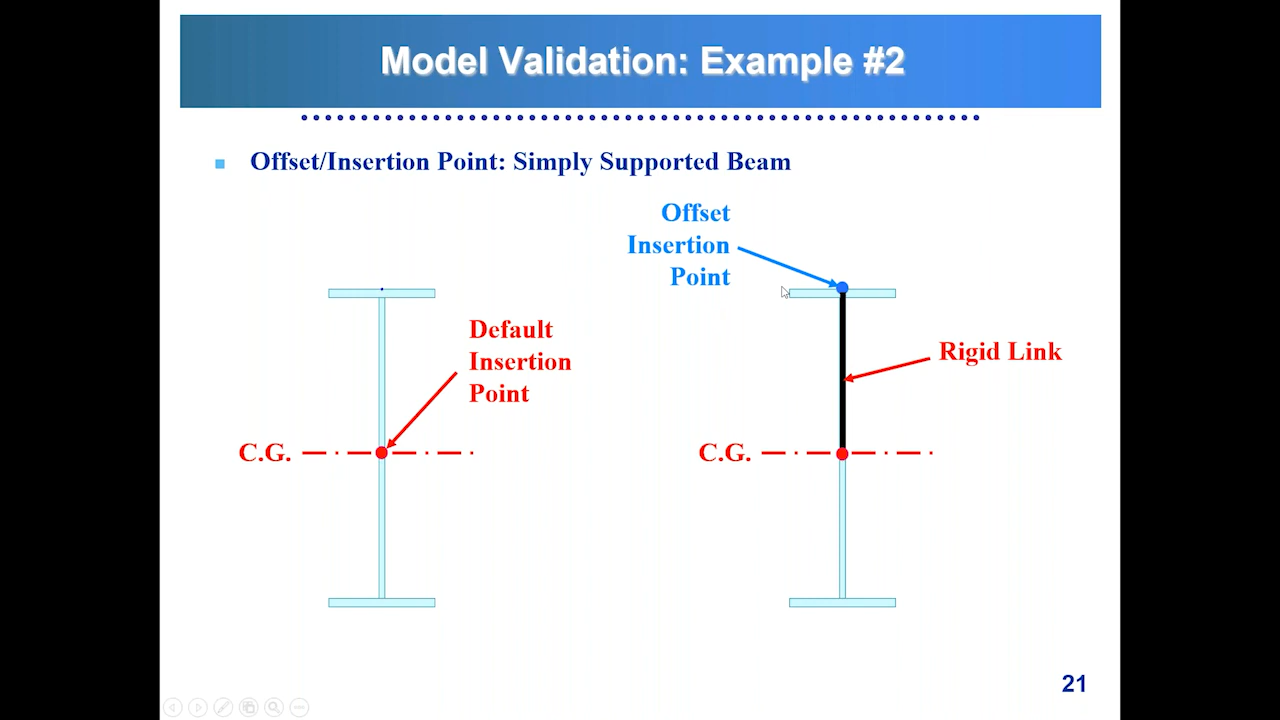 Model Validation: Example #2
Offset/Insertion Point: Simply Supported Beam
Offset
Insertion
Point
Default
Insertion
Point
Rigid Link
C.G.
C.G.
21